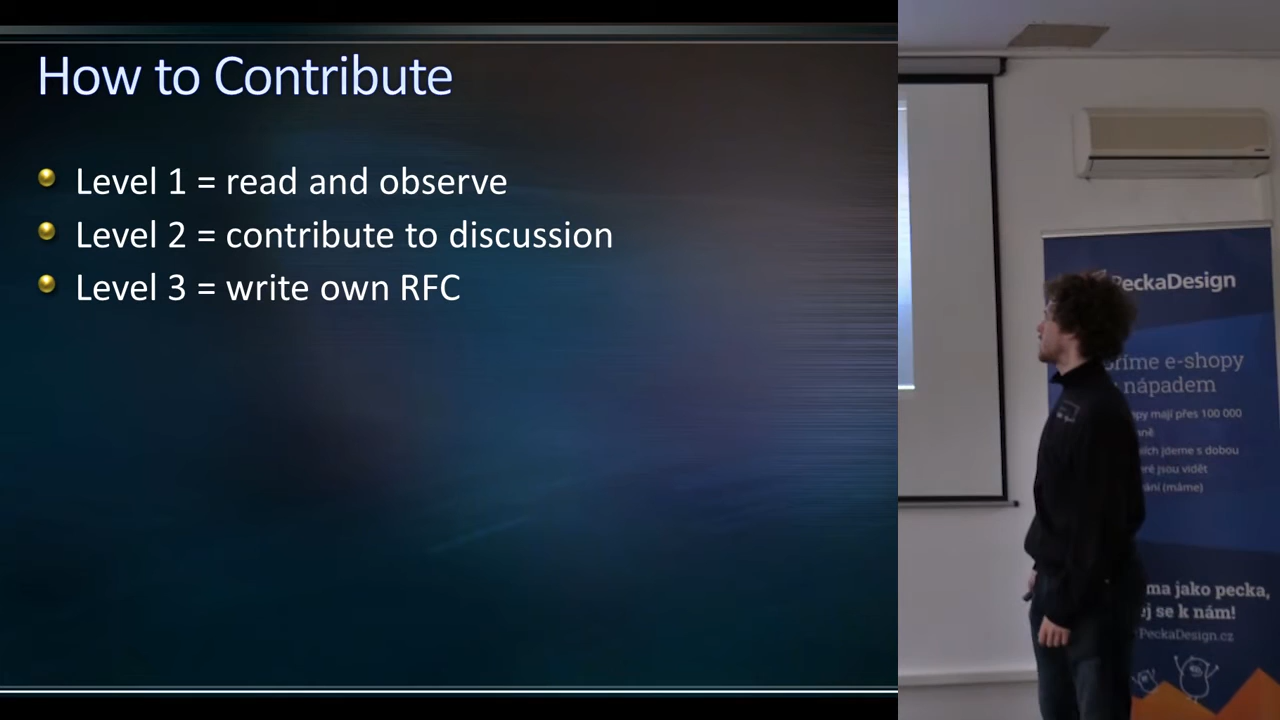 How to Contribute
Level 1 = read and observe
Level 2 = contribute to discussion
Level 3 = write own RFC
PeckaDesign
e-shopy
nápadem
mají přes 100 000
jdeme s dobou
jsou vidět
(máme)
jako pecka,
se k nám!
PeckaDesign.cz